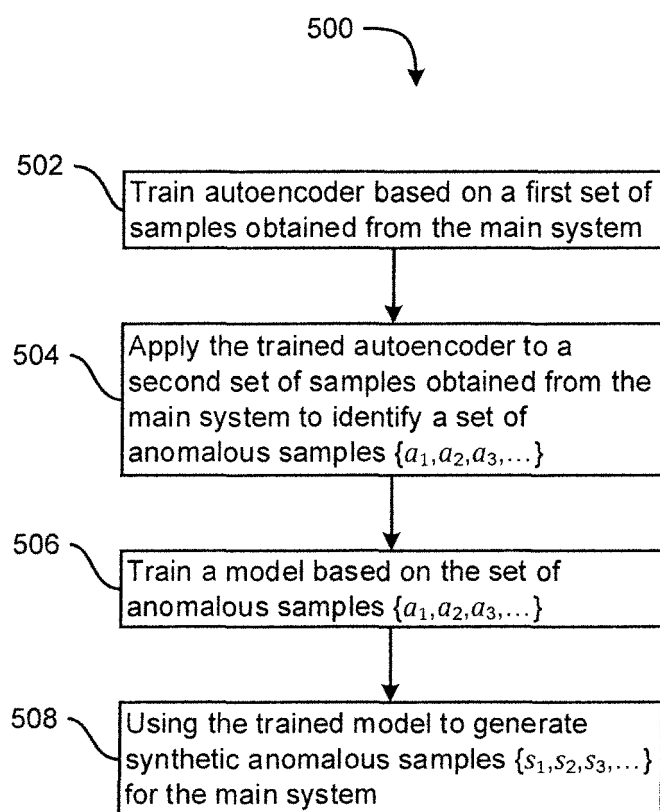 500
502
Train autoencoder based on a first set of
samples obtained from the main system
504
Apply the trained autoencoder to a
second set of samples obtained from the
main system to identify a set of
anomalous samples {a₁,a₂,a₃,…}
506
Train a model based on the set of
anomalous samples {a₁,a₂,a₃,…}
508
Using the trained model to generate
synthetic anomalous samples {s₁,s₂,s₃,…}
for the main system